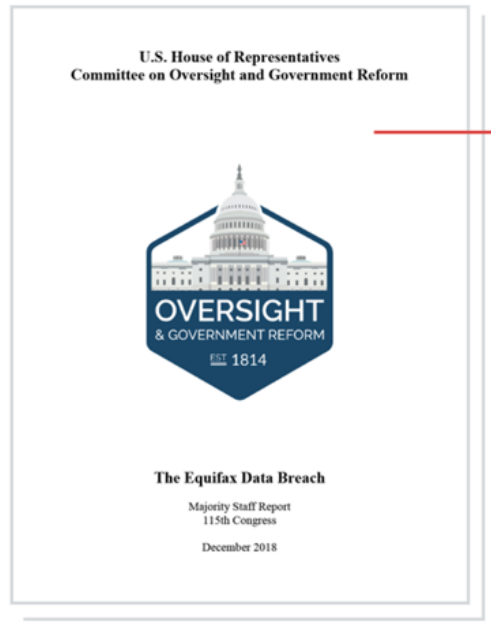 U.S. House of Representatives
Committee on Oversight and Government Reform
OVERSIGHT
& GOVERNMENT REFORM
EST 1814
The Equifax Data Breach
Majority Staff Report
115th Congress
December 2018